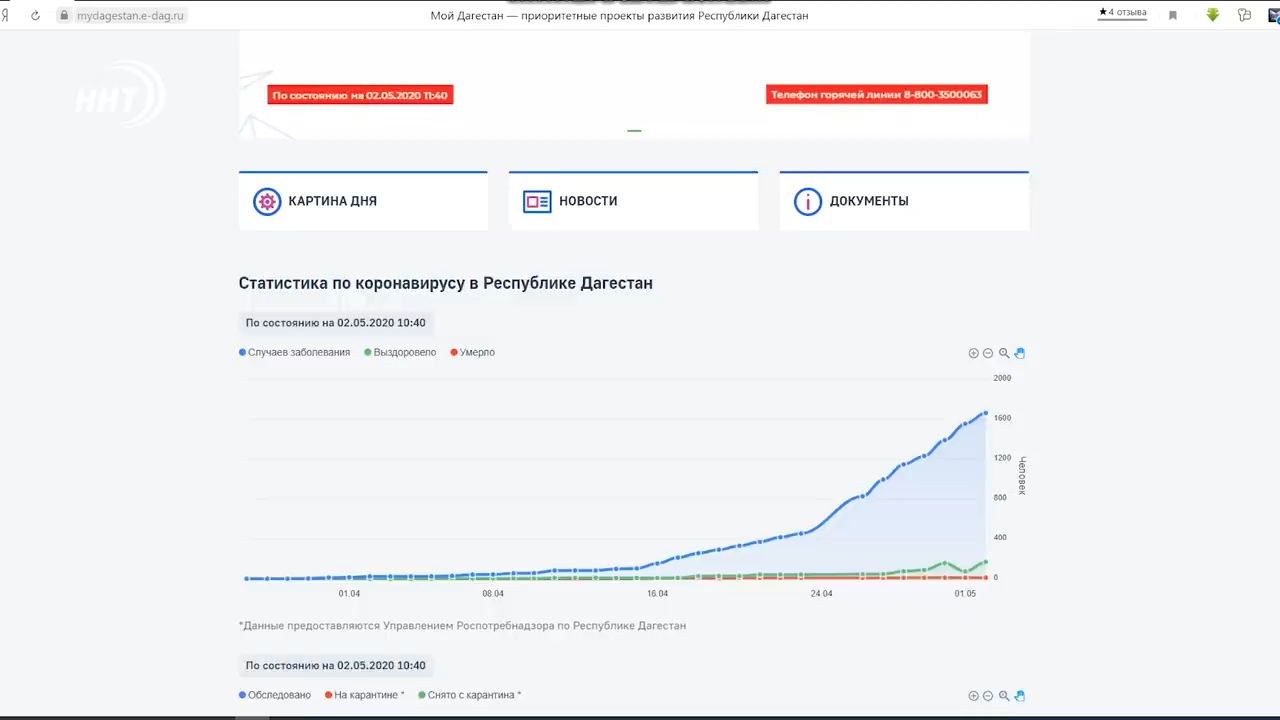 Я
mydagestan.e-dag.ru
Мой Дагестан — приоритетные проекты развития Республики Дагестан
★ 4 отзыва
ННТ
По состоянию на 02.05.2020 11:40
Телефон горячей линии 8-800-3500063
КАРТИНА ДНЯ
НОВОСТИ
ДОКУМЕНТЫ
Статистика по коронавирусу в Республике Дагестан
По состоянию на 02.05.2020 10:40
Случаев заболевания Выздоровело Умерло
2000
1600
1200
800
400
0
Человек
01.04 08.04 16.04 24.04 01.05
*Данные предоставляются Управлением Роспотребнадзора по Республике Дагестан
По состоянию на 02.05.2020 10:40
Обследовано На карантине * Снято с карантина *